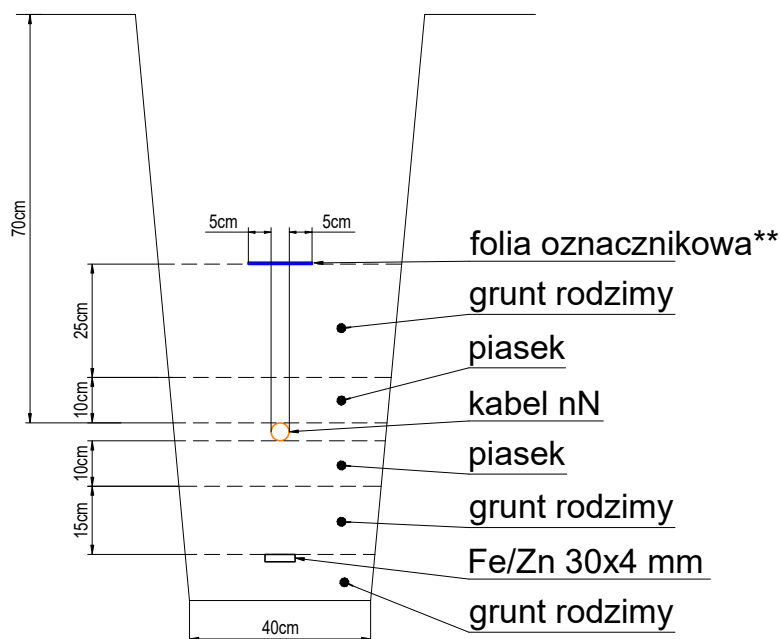 70cm
5cm
5cm
folia oznacznikowa**
grunt rodzimy
25cm
piasek
10cm
kabel nN
piasek
10cm
grunt rodzimy
15cm
Fe/Zn 30x4 mm
grunt rodzimy
40cm